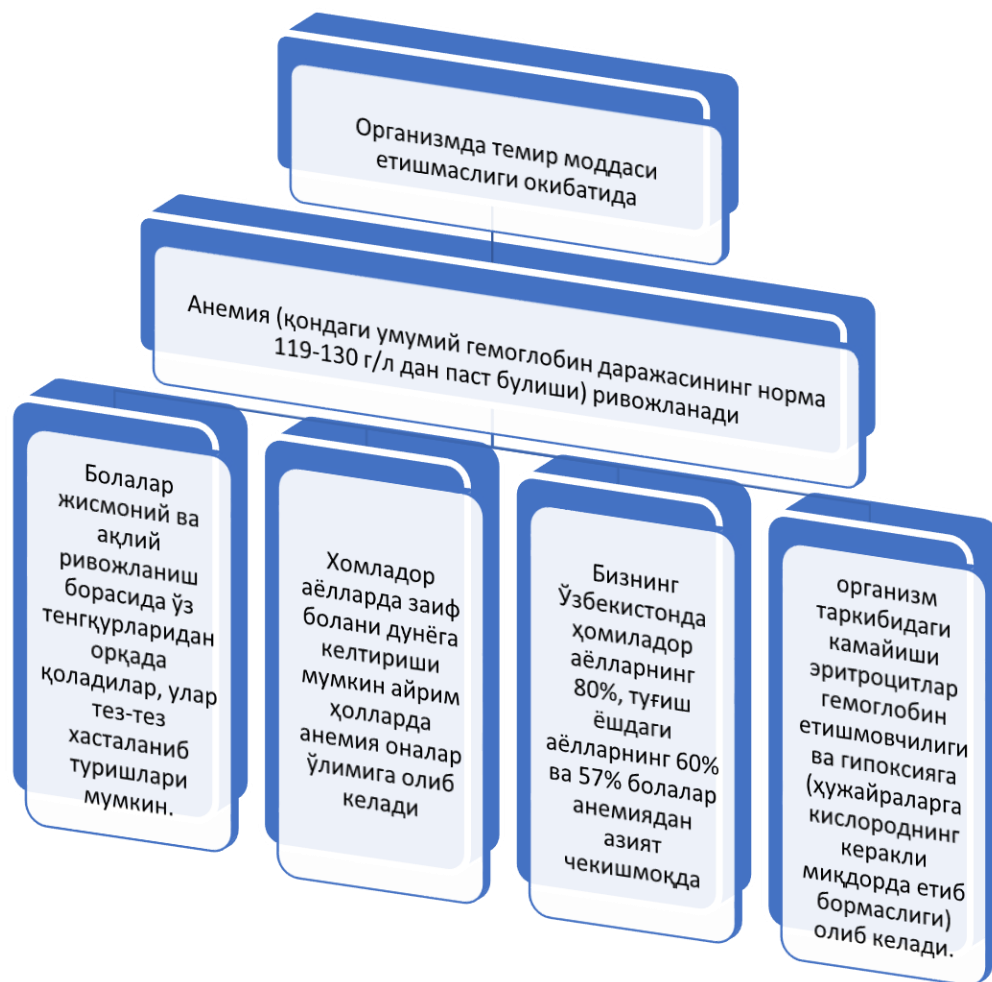 Организмда темир моддаси
етишмаслиги окибатида
Анемия (қондаги умумий гемоглобин даражасининг норма
119-130 г/л дан паст булиши) ривожланади
Болалар
жисмоний ва
ақлий
ривожланиш
борасида ўз
тенгқурларидан
орқада
қоладилар, улар
тез-тез
хасталаниб
туришлари
мумкин.
Хомладор
аёлларда заиф
болани дунёга
келтириши
мумкин айрим
ҳолларда
анемия оналар
ўлимига олиб
келади
Бизнинг
Ўзбекистонда
ҳомиладор
аёлларнинг
80%, туғиш
ёшдаги
аёлларнинг 60%
ва 57% болалар
анемиядан
азият
чекишмоқда
организм
таркибидаги
камайиши
эритроцитлар
гемоглобин
етишмовчилиги
ва гипоксияга
(ҳужайраларга
кислороднинг
керакли
миқдорда етиб
бормаслиги)
олиб келади.